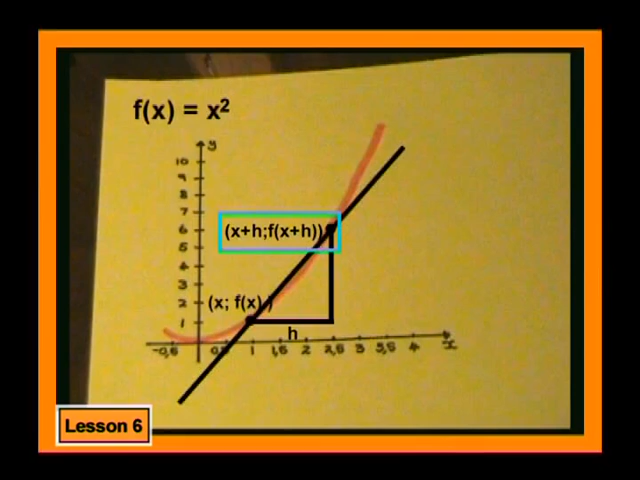 f(x) = x²
y
10
9
8
7
6
(x+h;f(x+h))
5
4
3
2
(x; f(x) )
1
h
-0,5
0,5
1
1,5
2
2,5
3
3,5
4
x
Lesson 6